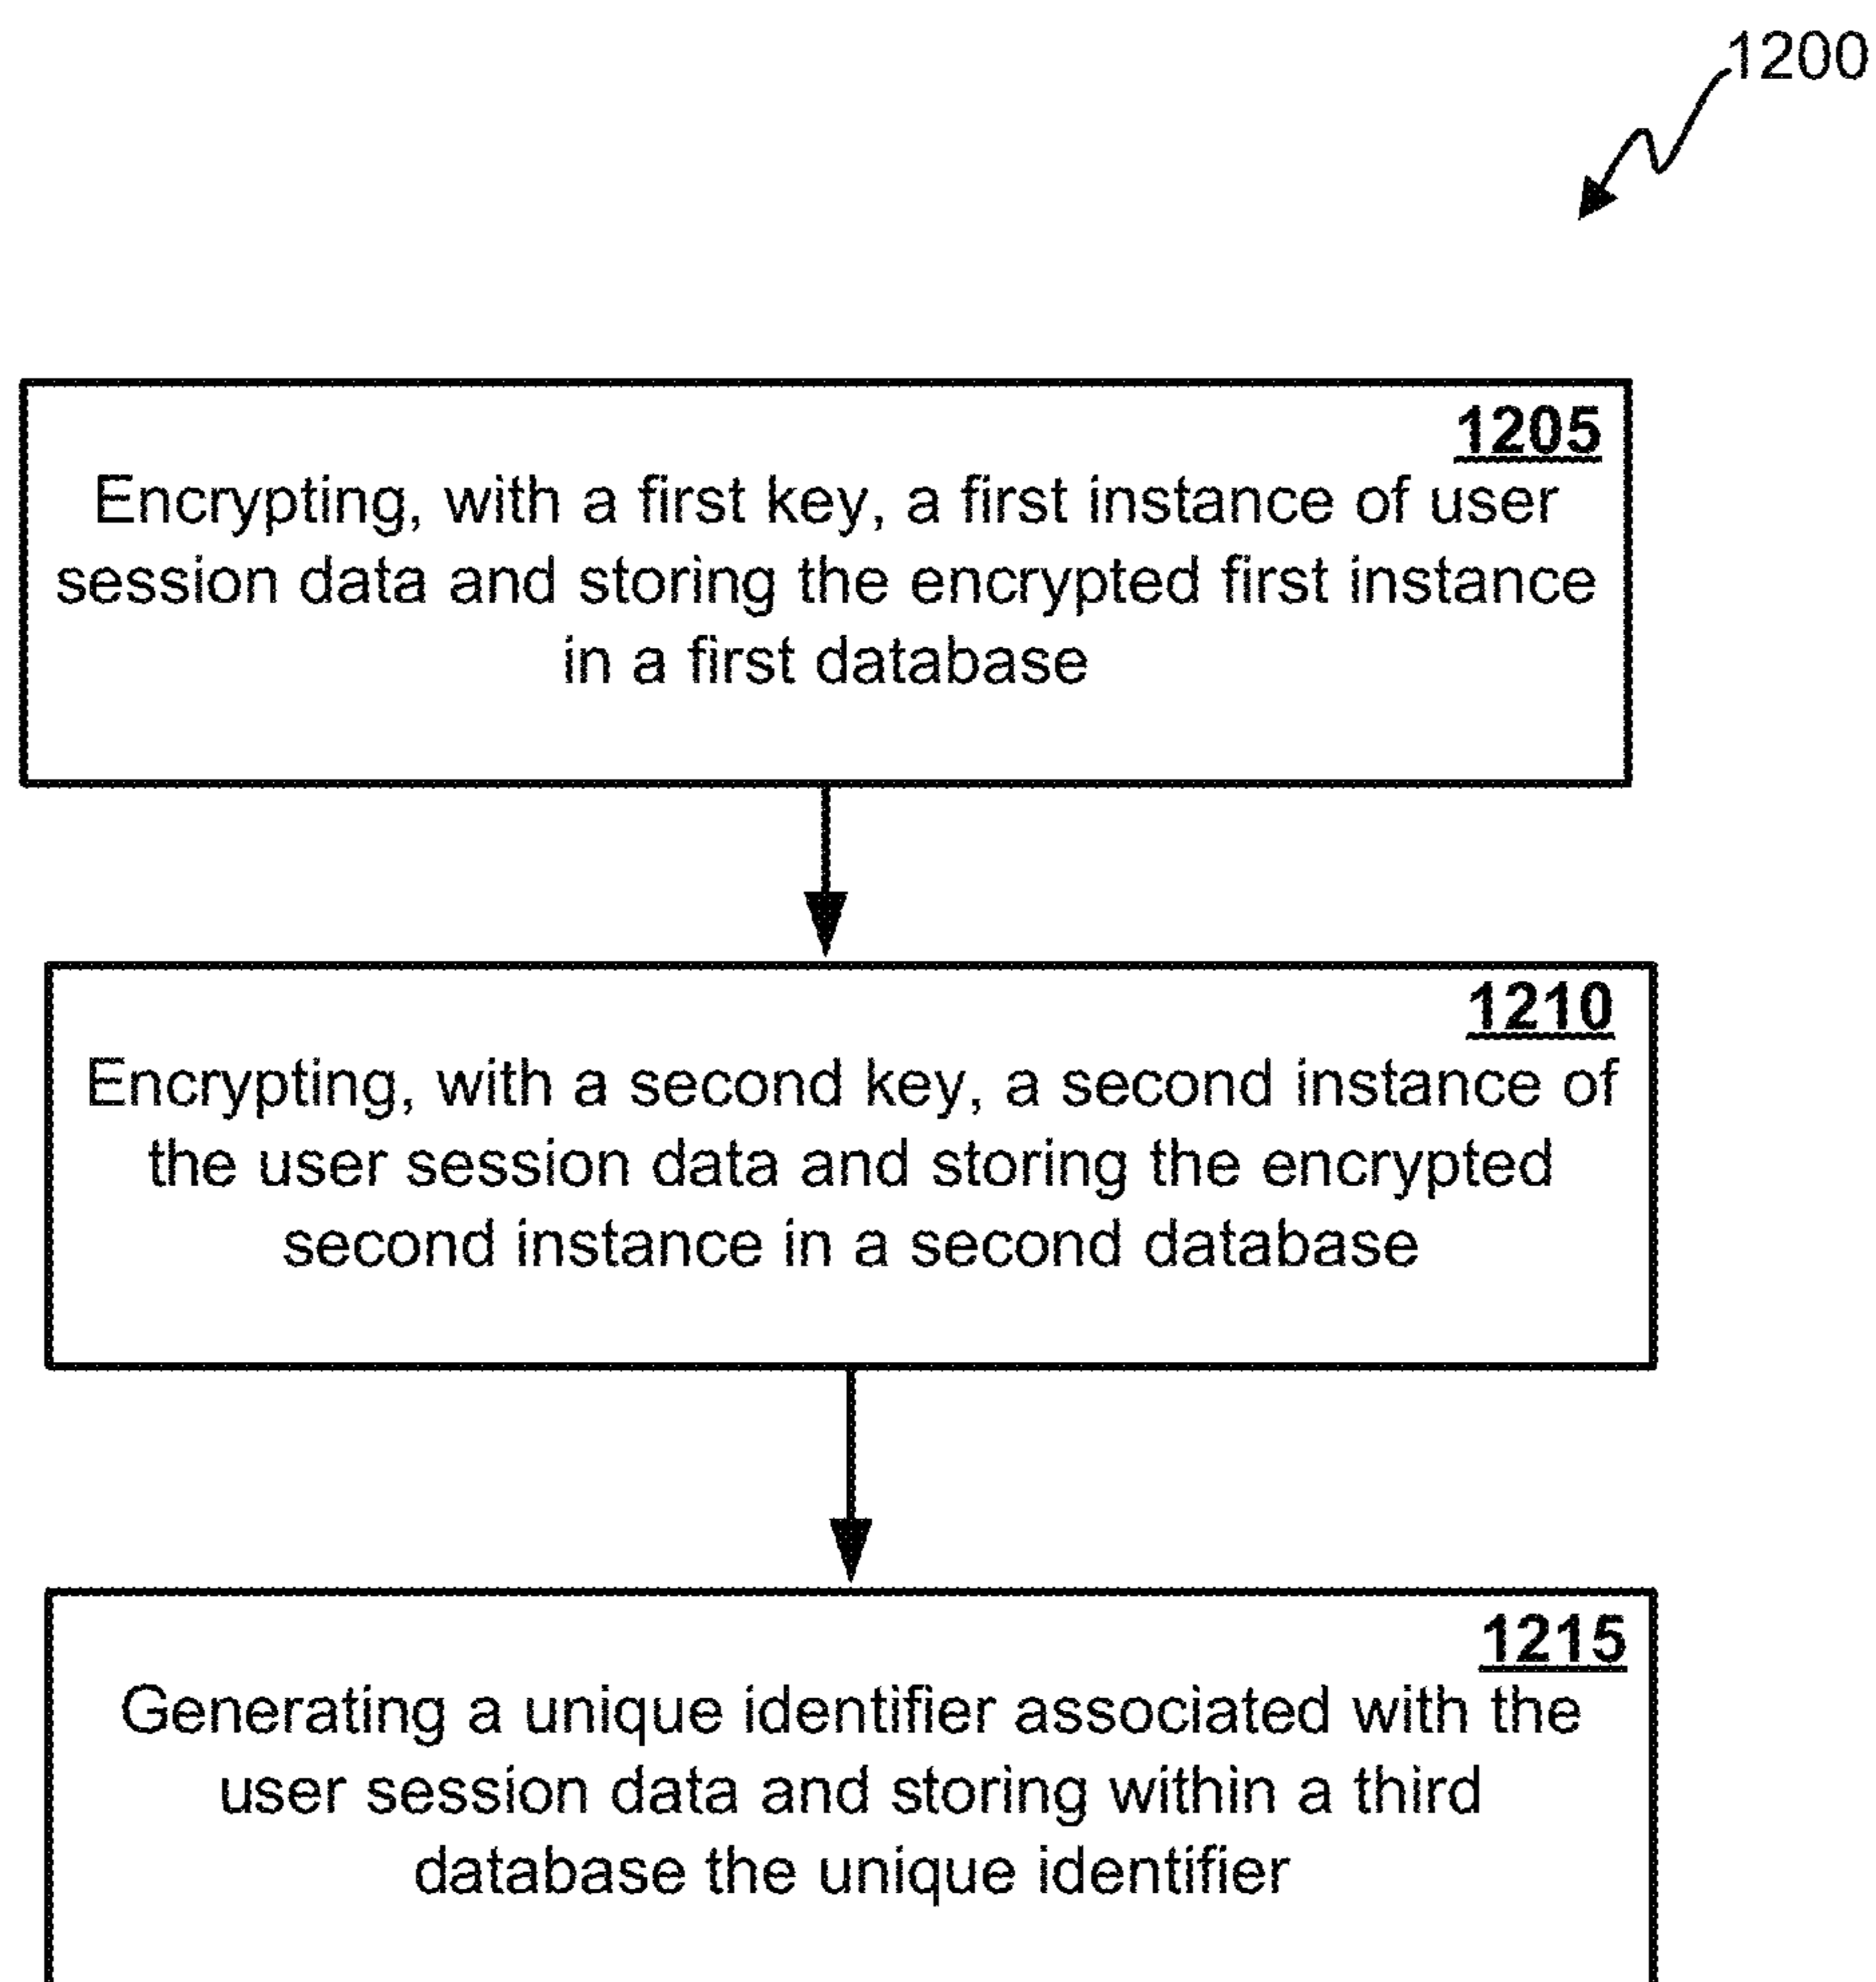 1200
1205
Encrypting, with a first key, a first instance of user
session data and storing the encrypted first instance
in a first database
1210
Encrypting, with a second key, a second instance of
the user session data and storing the encrypted
second instance in a second database
1215
Generating a unique identifier associated with the
user session data and storing within a third
database the unique identifier